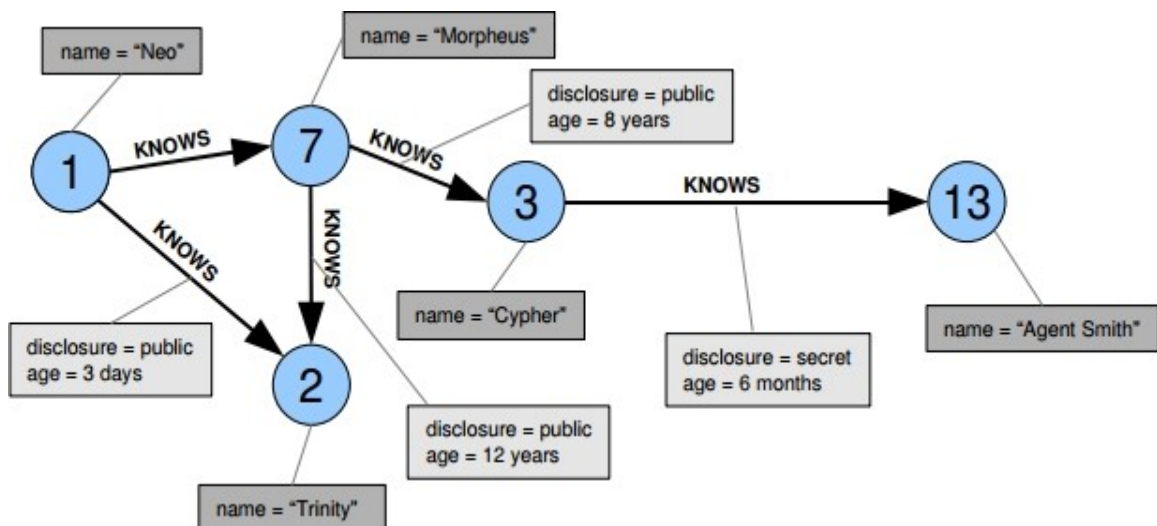 name = “Neo”
name = “Morpheus”
disclosure = public
age = 8 years
KNOWS
KNOWS
1
7
3
KNOWS
13
KNOWS
KNOWS
name = “Cypher”
name = “Agent Smith”
disclosure = public
age = 3 days
2
disclosure = public
age = 12 years
disclosure = secret
age = 6 months
name = “Trinity”